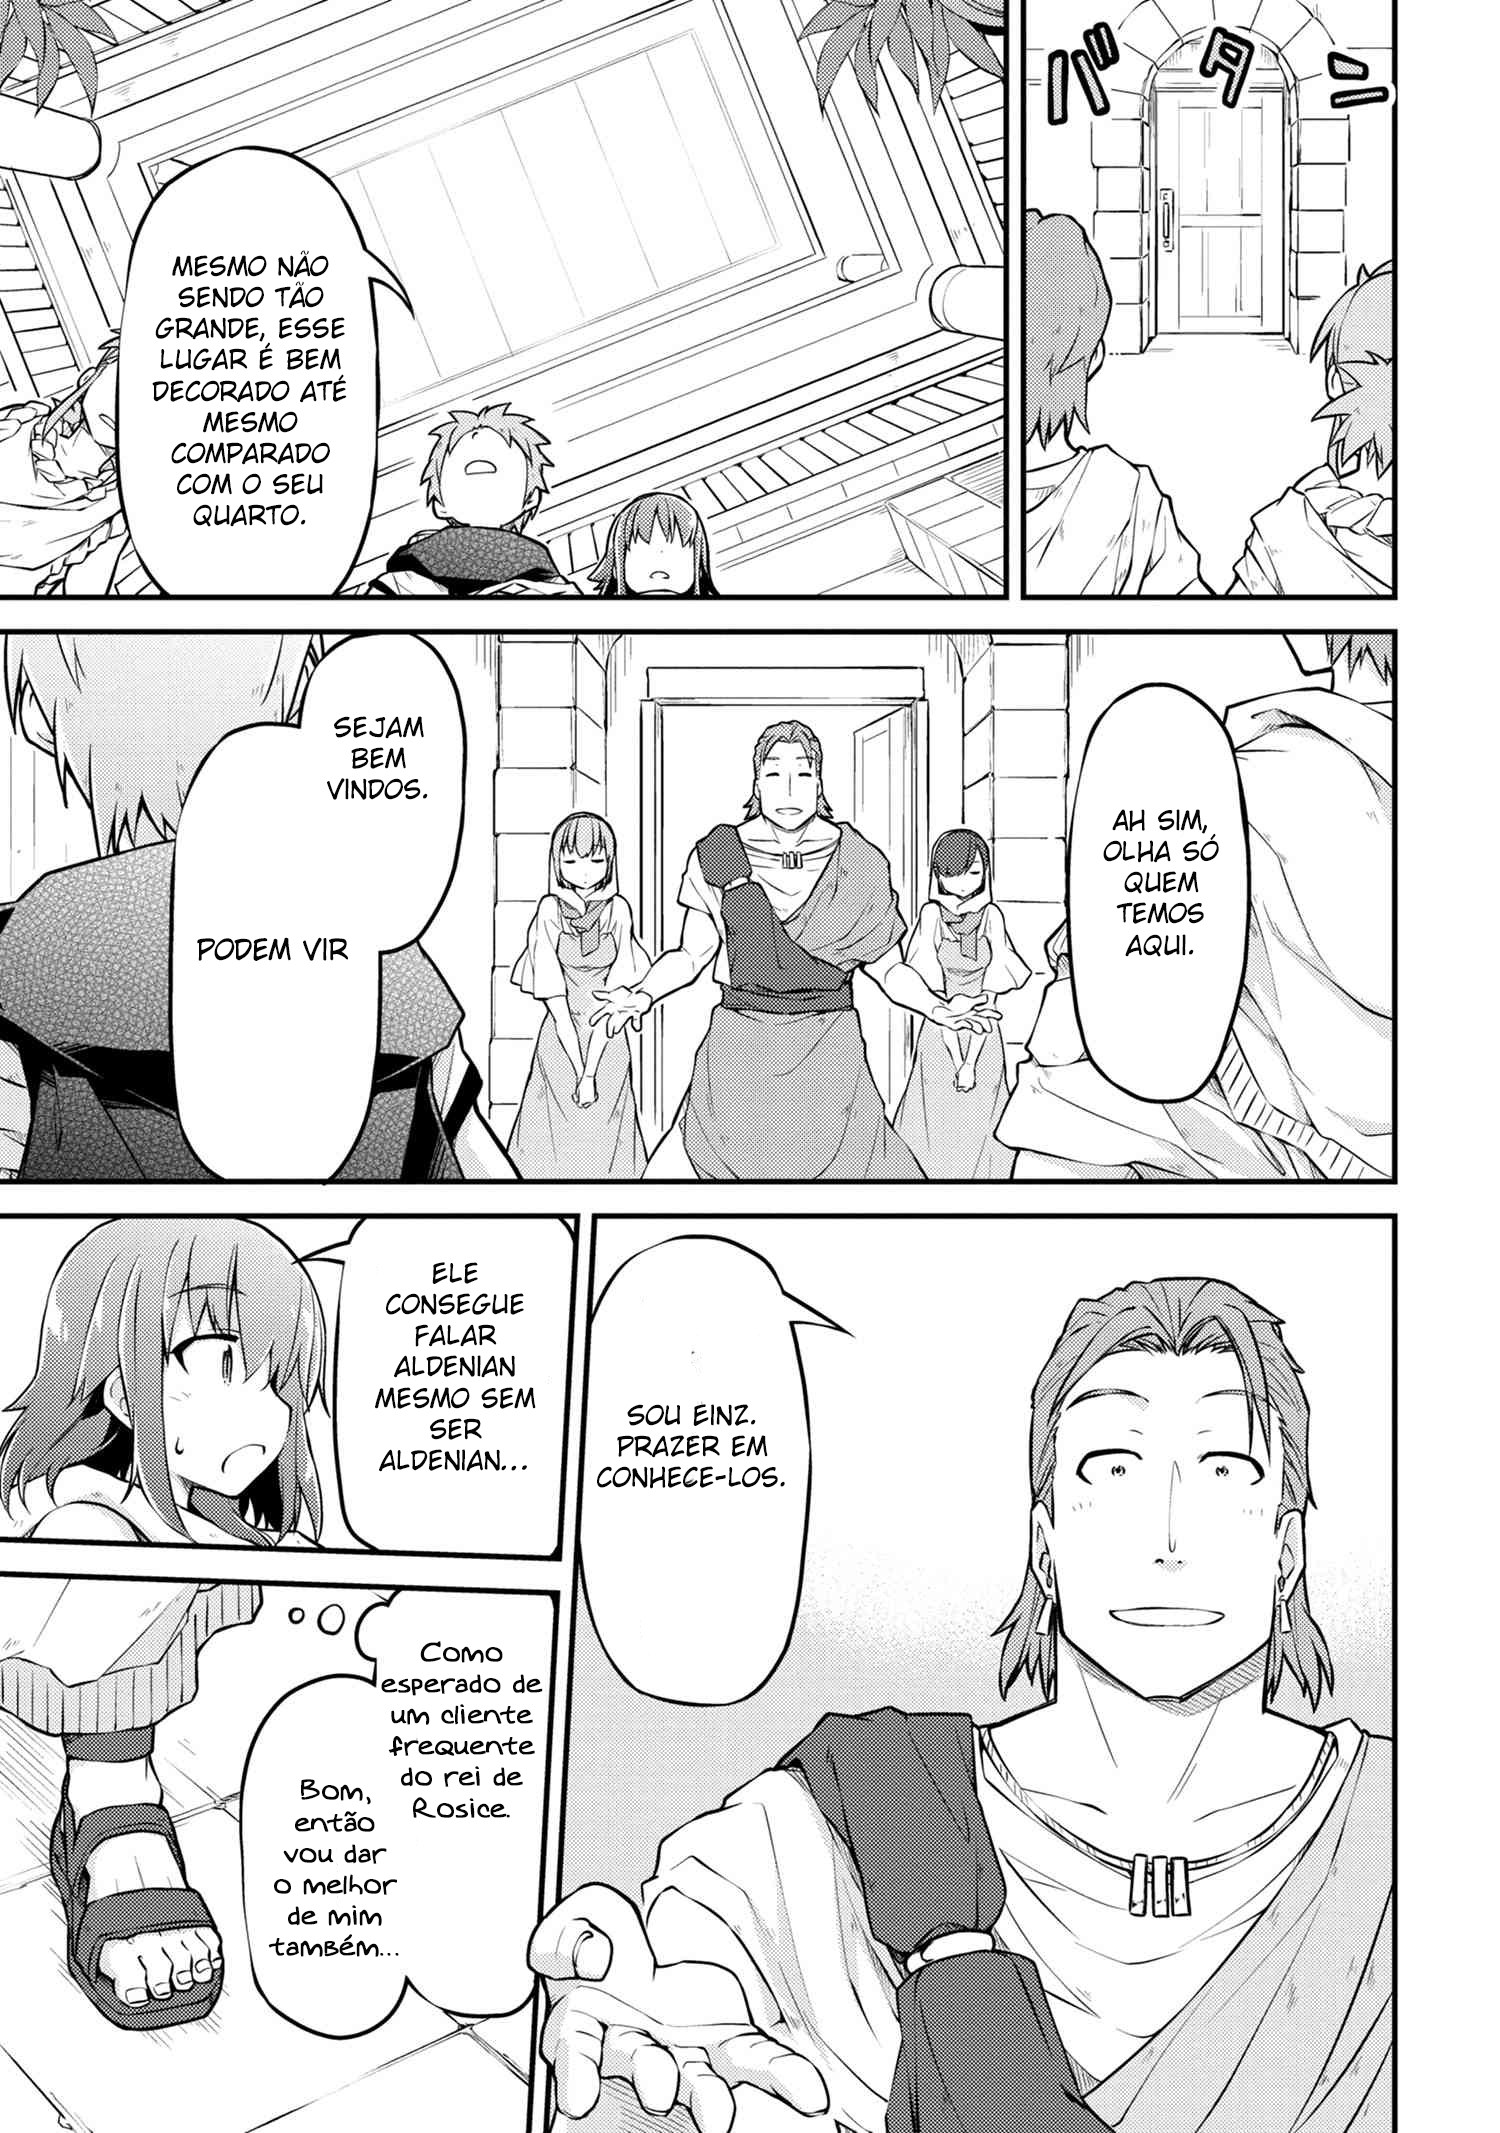 バタン
MESMO NÃO
SENDO TÃO
GRANDE, ESSE
LUGAR É BEM
DECORADO ATÉ
MESMO
COMPARADO
COM O SEU
QUARTO.
AH SIM,
OLHA SÓ
QUEM
TEMOS
AQUI.
SEJAM
BEM
VINDOS.
PODEM VIR
SOU EINZ.
PRAZER EM
CONHECE-LOS.
ELE
CONSEGUE
FALAR
ALDENIAN
MESMO SEM
SER
ALDENIAN...
Como
esperado de
um cliente
frequente
do rei de
Rosice.
Bom,
então
vou dar
o melhor
de mim
também...